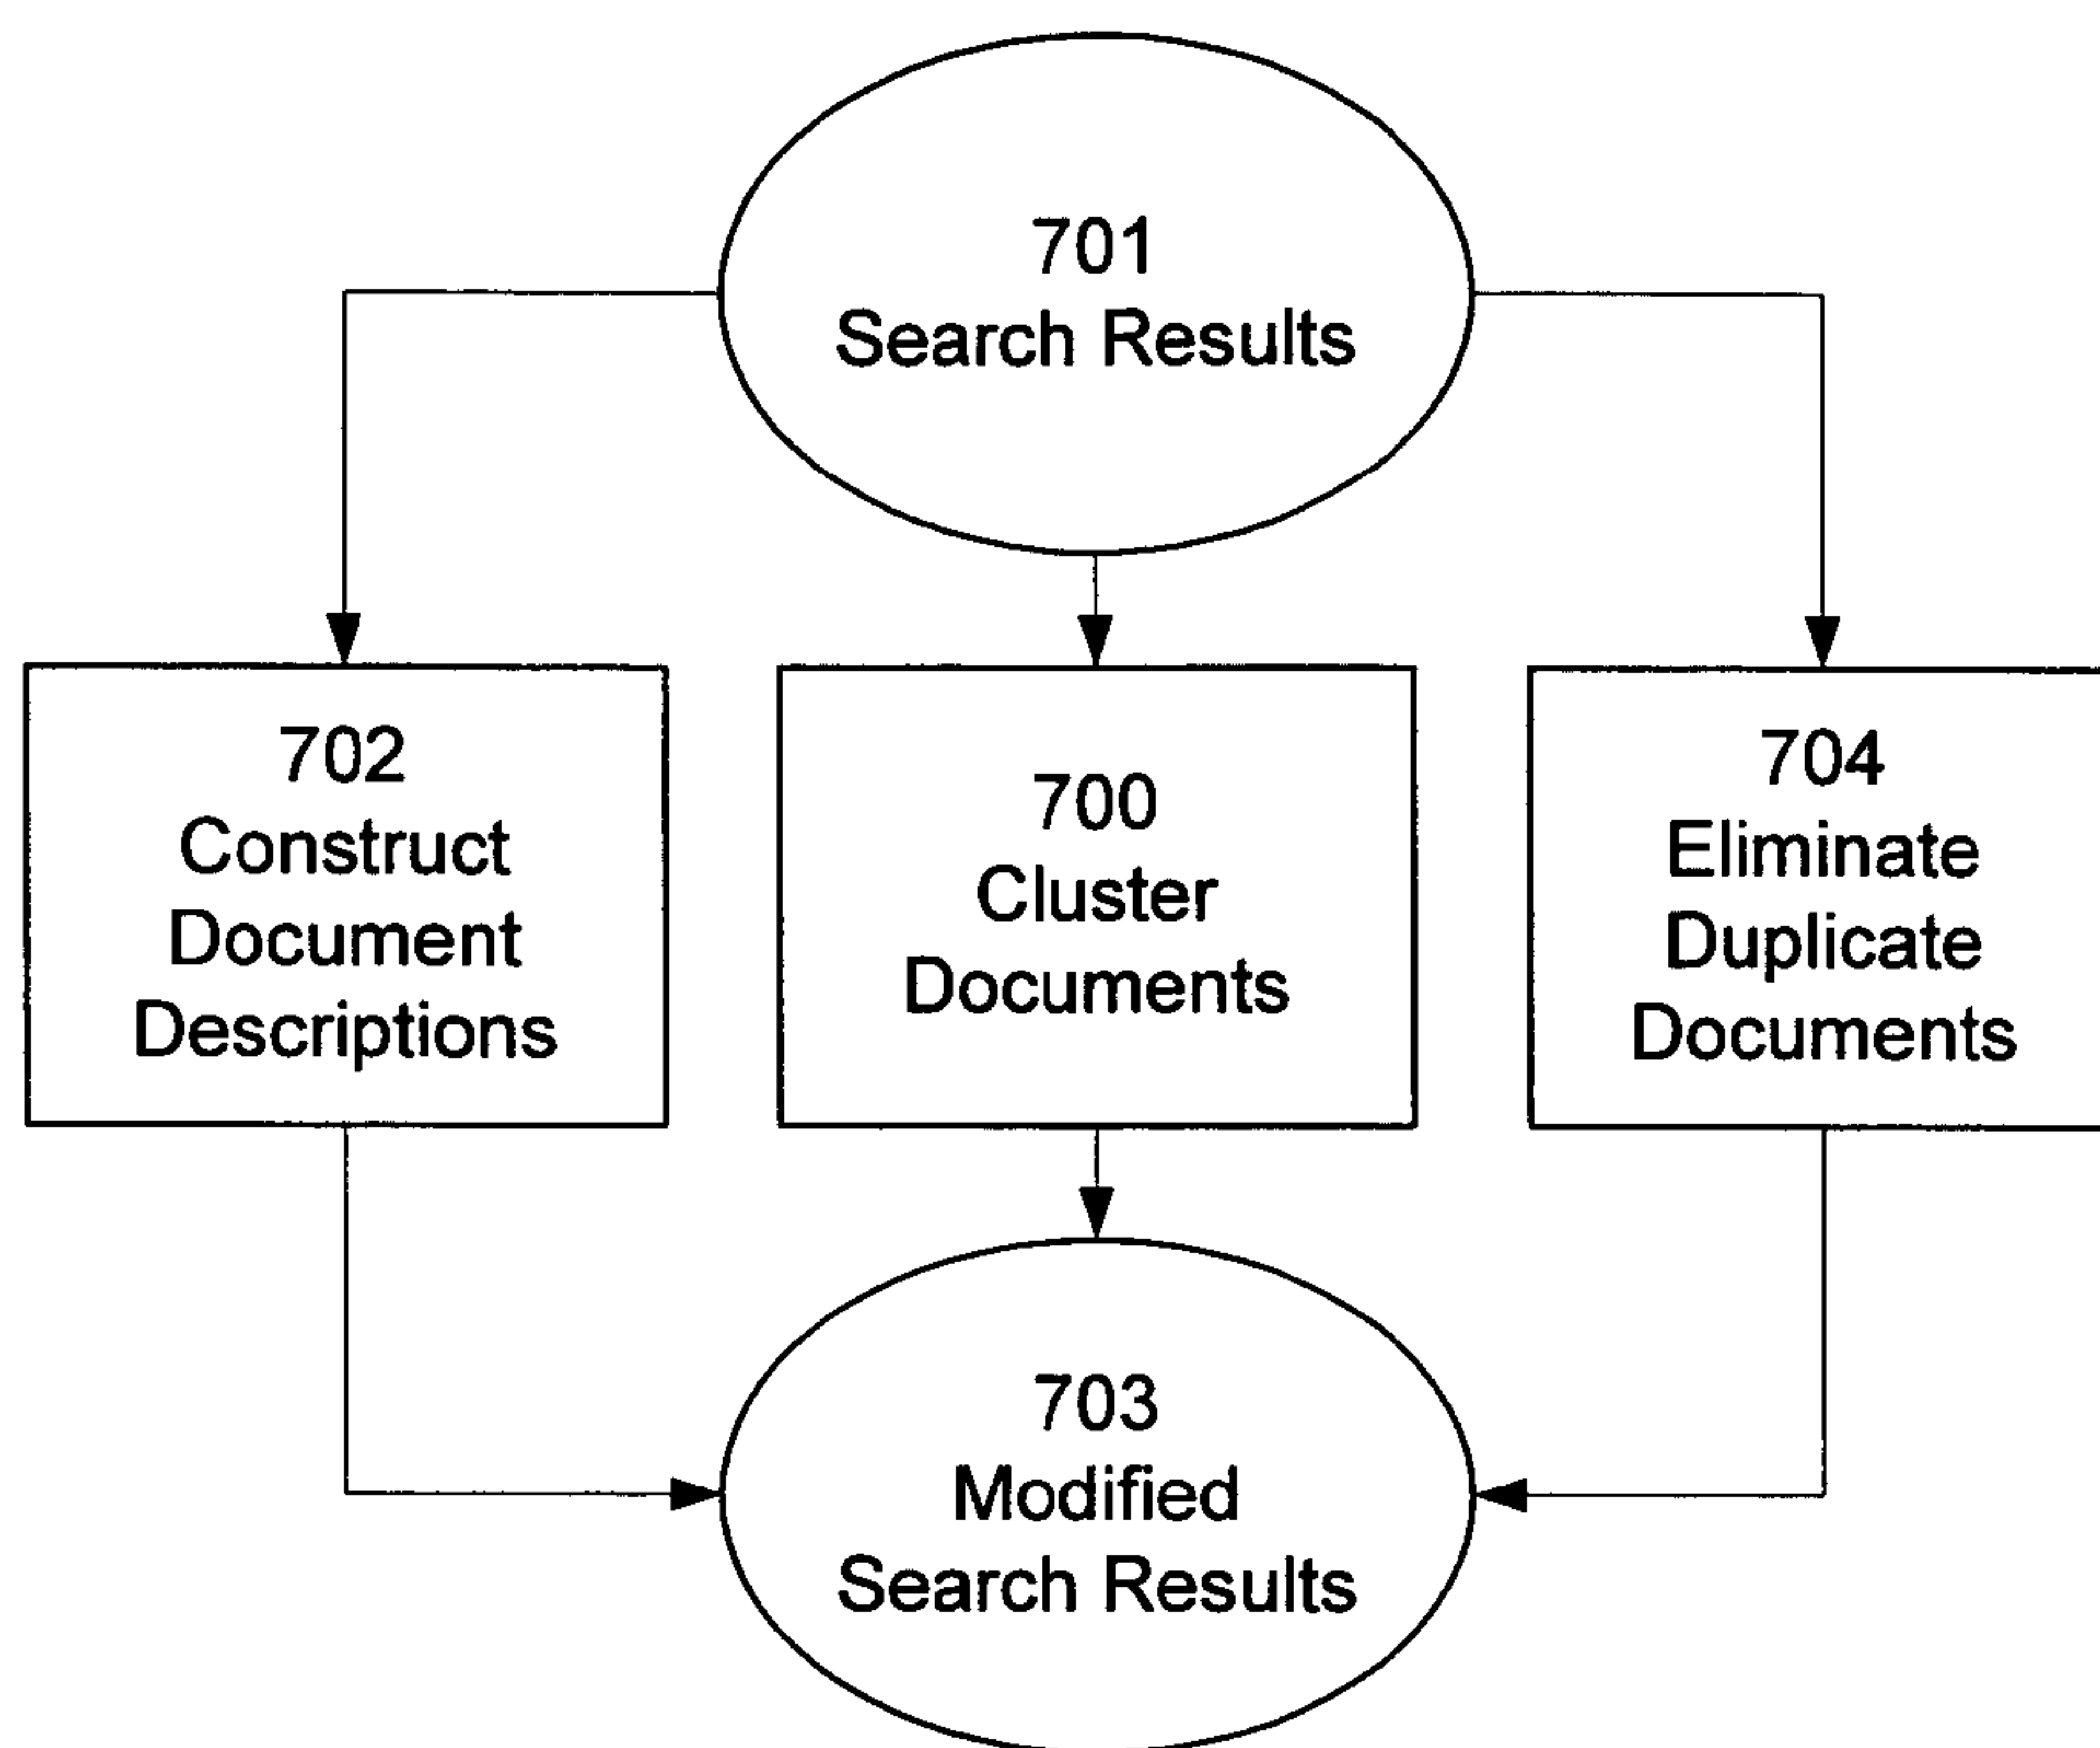 701
Search Results
702
Construct
Document
Descriptions
700
Cluster
Documents
704
Eliminate
Duplicate
Documents
703
Modified
Search Results